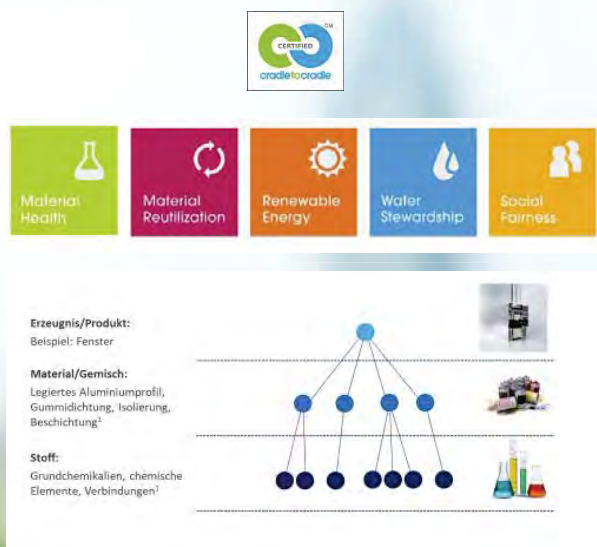 CM
CERTIFIED
cradletocradle
Material
Health
Material
Reutilization
Renewable
Energy
Water
Stewardship
Social
Fairness
Erzeugnis/Produkt:
Beispiel: Fenster
Material/Gemisch:
Legiertes Aluminiumprofil,
Gummidichtung, Isolierung,
Beschichtung¹
Stoff:
Grundchemikalien, chemische
Elemente, Verbindungen¹